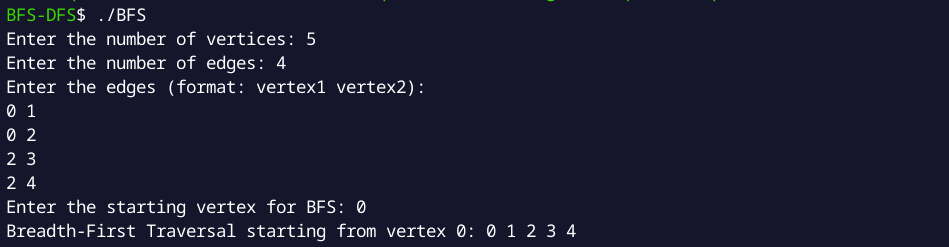 BFS-DFS$ ./BFS
Enter the number of vertices: 5
Enter the number of edges: 4
Enter the edges (format: vertex1 vertex2):
0 1
0 2
2 3
2 4
Enter the starting vertex for BFS: 0
Breadth-First Traversal starting from vertex 0: 0 1 2 3 4